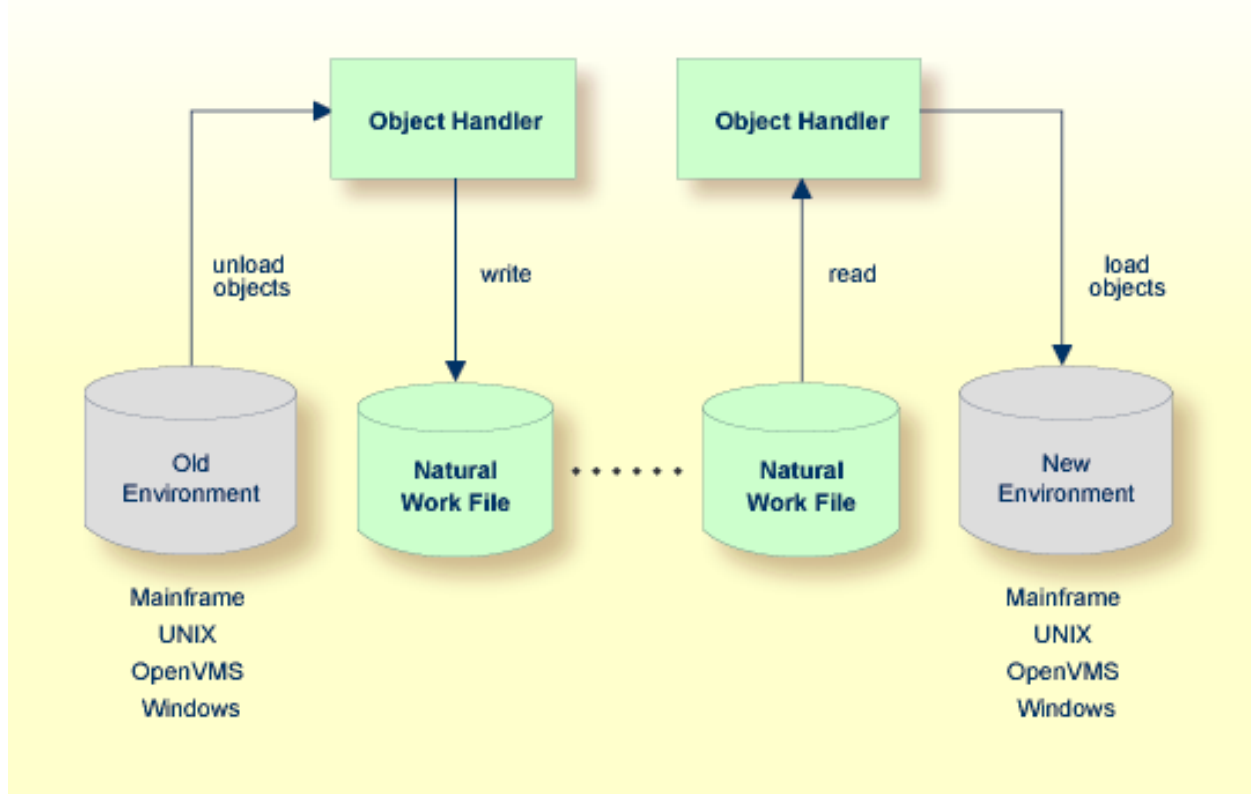 Object Handler
Object Handler
unload
objects
write
read
load
objects
Old
Environment
Natural
Work File
Natural
Work File
New
Environment
Mainframe
UNIX
OpenVMS
Windows
Mainframe
UNIX
OpenVMS
Windows